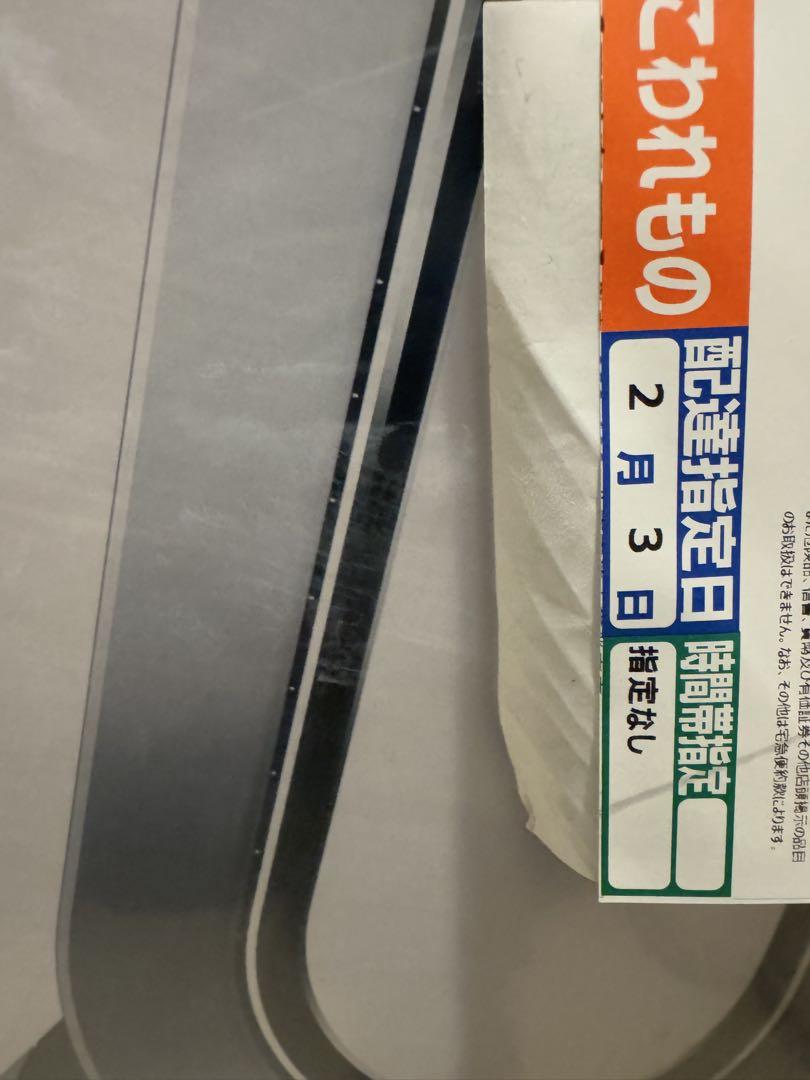 こわれもの
配達指定日
2月3日
時間帯指定
指定なし
のお取扱はできません。なお、その他は宅急便約款によります。